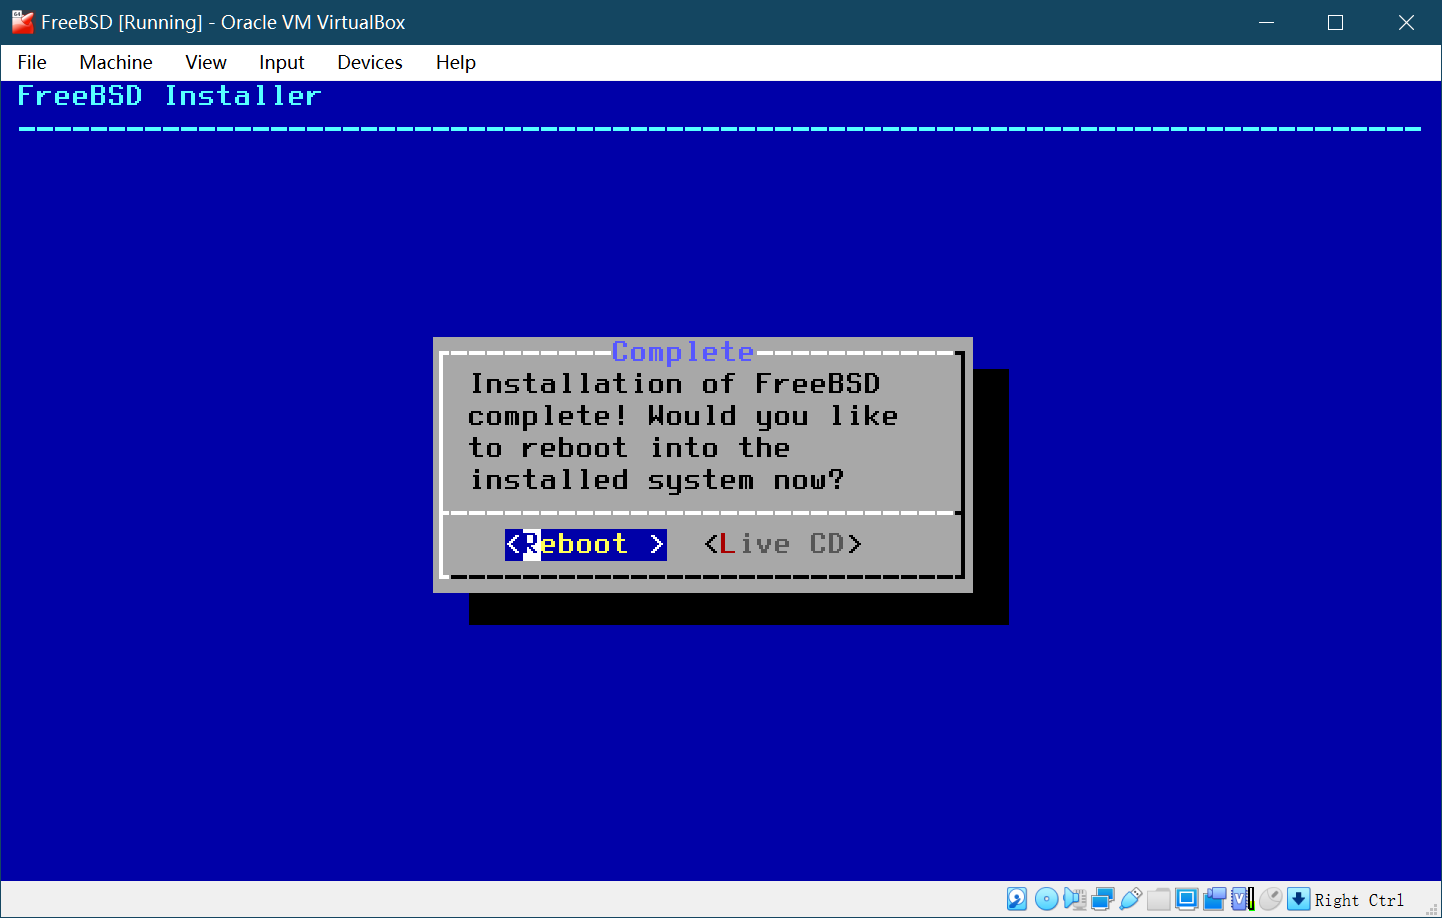 FreeBSD [Running] - Oracle VM VirtualBox
File Machine View Input Devices Help
FreeBSD Installer
Complete
Installation of FreeBSD
complete! Would you like
to reboot into the
installed system now?
<Reboot > <Live CD>
Right Ctrl